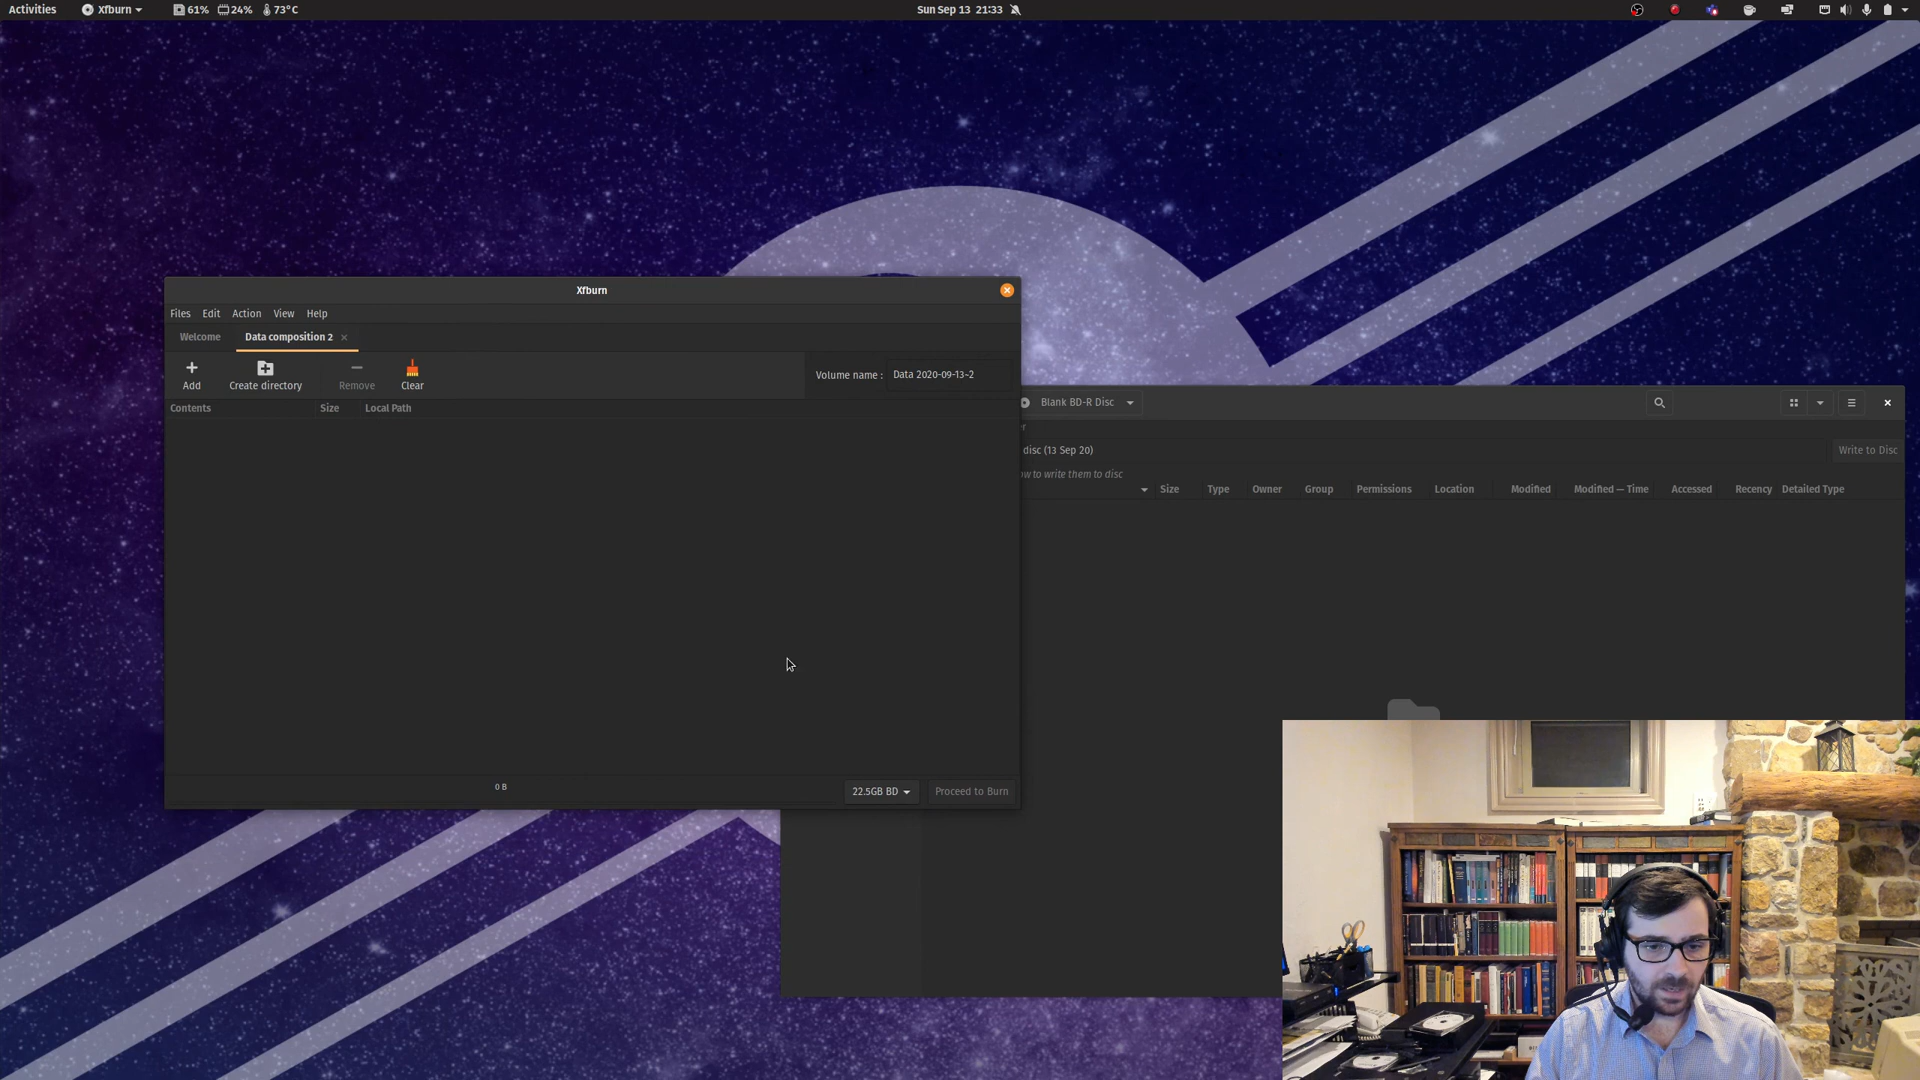 Activities Xfburn 61% 24% 73°C Sun Sep 13 21:33
Xfburn
Files Edit Action View Help
Welcome Data composition 2
Add Create directory Remove Clear Volume name : Data 2020-09-13~2
Contents Size Local Path
0 B 22.5GB BD Proceed to Burn
Blank BD-R Disc
disc (13 Sep 20) Write to Disc
to write them to disc
Size Type Owner Group Permissions Location Modified Modified — Time Accessed Recency Detailed Type